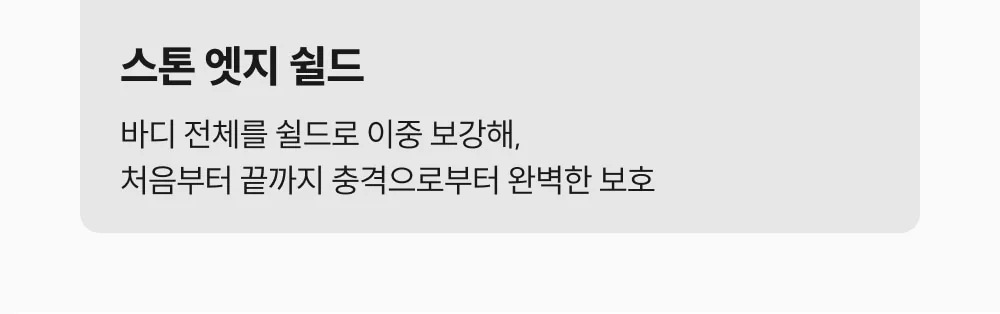 스톤 엣지 쉴드
바디 전체를 쉴드로 이중 보강해,
처음부터 끝까지 충격으로부터 완벽한 보호